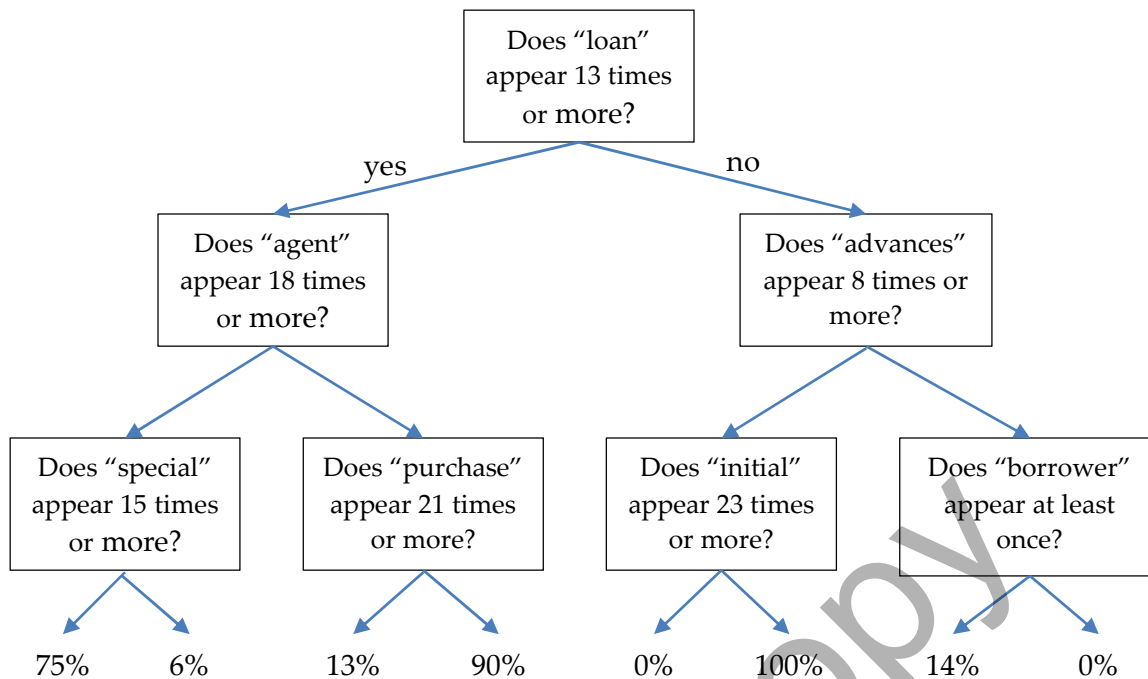 Does “loan”
appear 13 times
or more?
yes
no
Does “agent”
appear 18 times
or more?
Does “advances”
appear 8 times or
more?
Does “special”
appear 15 times
or more?
Does “purchase”
appear 21 times
or more?
Does “initial”
appear 23 times
or more?
Does “borrower”
appear at least
once?
75%
6%
13%
90%
0%
100%
14%
0%